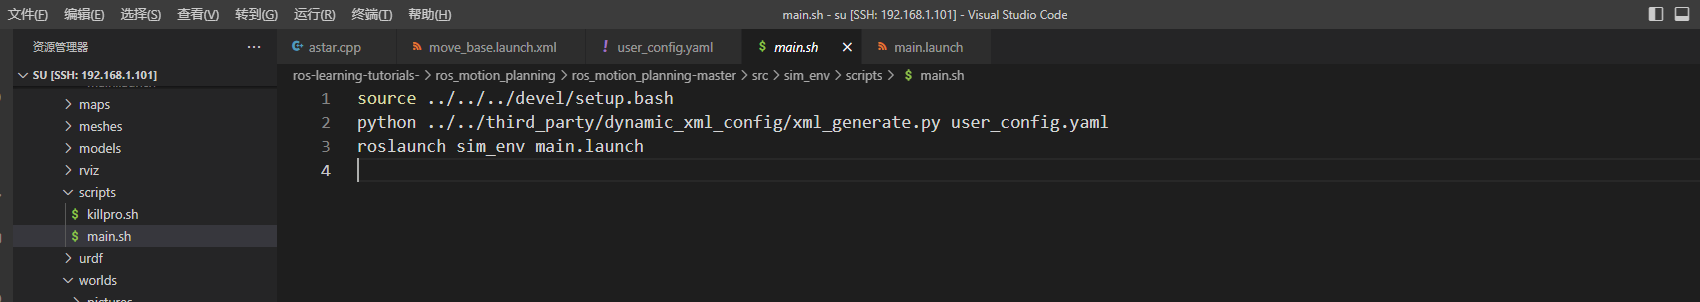 文件(F) 编辑(E) 选择(S) 查看(V) 转到(G) 运行(R) 终端(T) 帮助(H) main.sh - su [SSH: 192.168.1.101] - Visual Studio Code
资源管理器 ··· astar.cpp move_base.launch.xml ! user_config.yaml $ main.sh × main.launch
SU [SSH: 192.168.1.101]
maps
meshes
models
rviz
scripts
$ killpro.sh
$ main.sh
urdf
worlds
pictures
ros-learning-tutorials- > ros_motion_planning > ros_motion_planning-master > src > sim_env > scripts > $ main.sh
1 source ../../../devel/setup.bash
2 python ../../third_party/dynamic_xml_config/xml_generate.py user_config.yaml
3 roslaunch sim_env main.launch
4